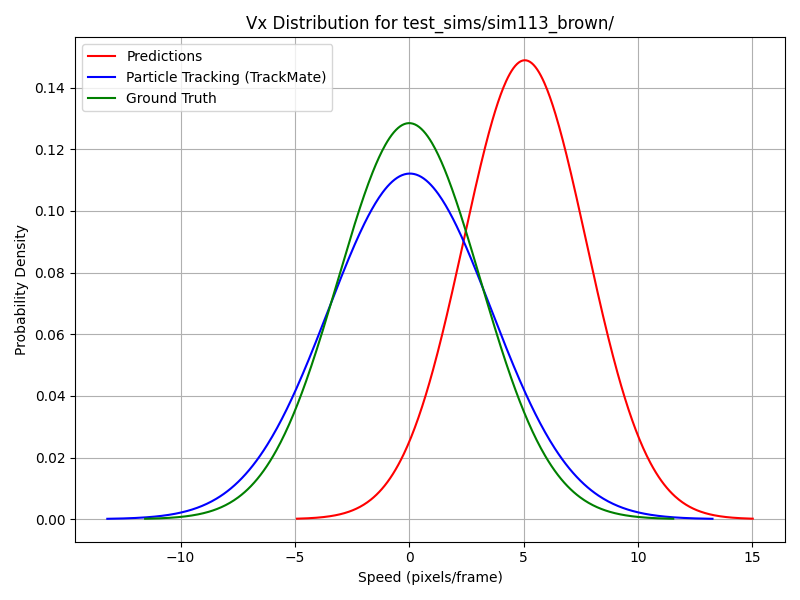 Vx Distribution for test_sims/sim113_brown/
Predictions
Particle Tracking (TrackMate)
Ground Truth
0.14
0.12
0.10
0.08
0.06
0.04
0.02
0.00
Probability Density
−10
−5
0
5
10
15
Speed (pixels/frame)